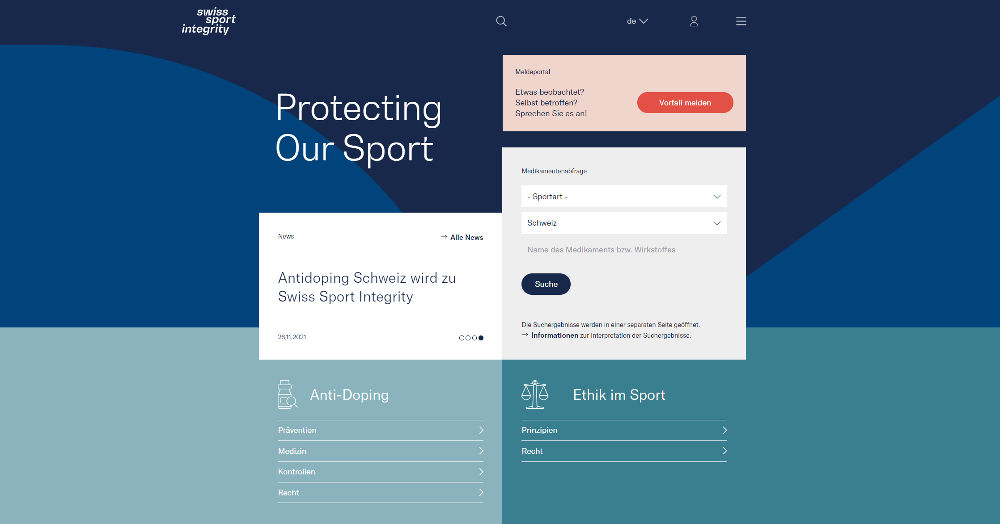 swiss
sport
integrity
de
Protecting
Our Sport
Meldeportal
Etwas beobachtet?
Selbst betroffen?
Sprechen Sie es an!
Vorfall melden
Medikamentenabfrage
- Sportart -
Schweiz
Name des Medikaments bzw. Wirkstoffes
Suche
Die Suchergebnisse werden in einer separaten Seite geöffnet.
→ Informationen zur Interpretation der Suchergebnisse.
News
→ Alle News
Antidoping Schweiz wird zu
Swiss Sport Integrity
26.11.2021
Anti-Doping
Prävention
Medizin
Kontrollen
Recht
Ethik im Sport
Prinzipien
Recht